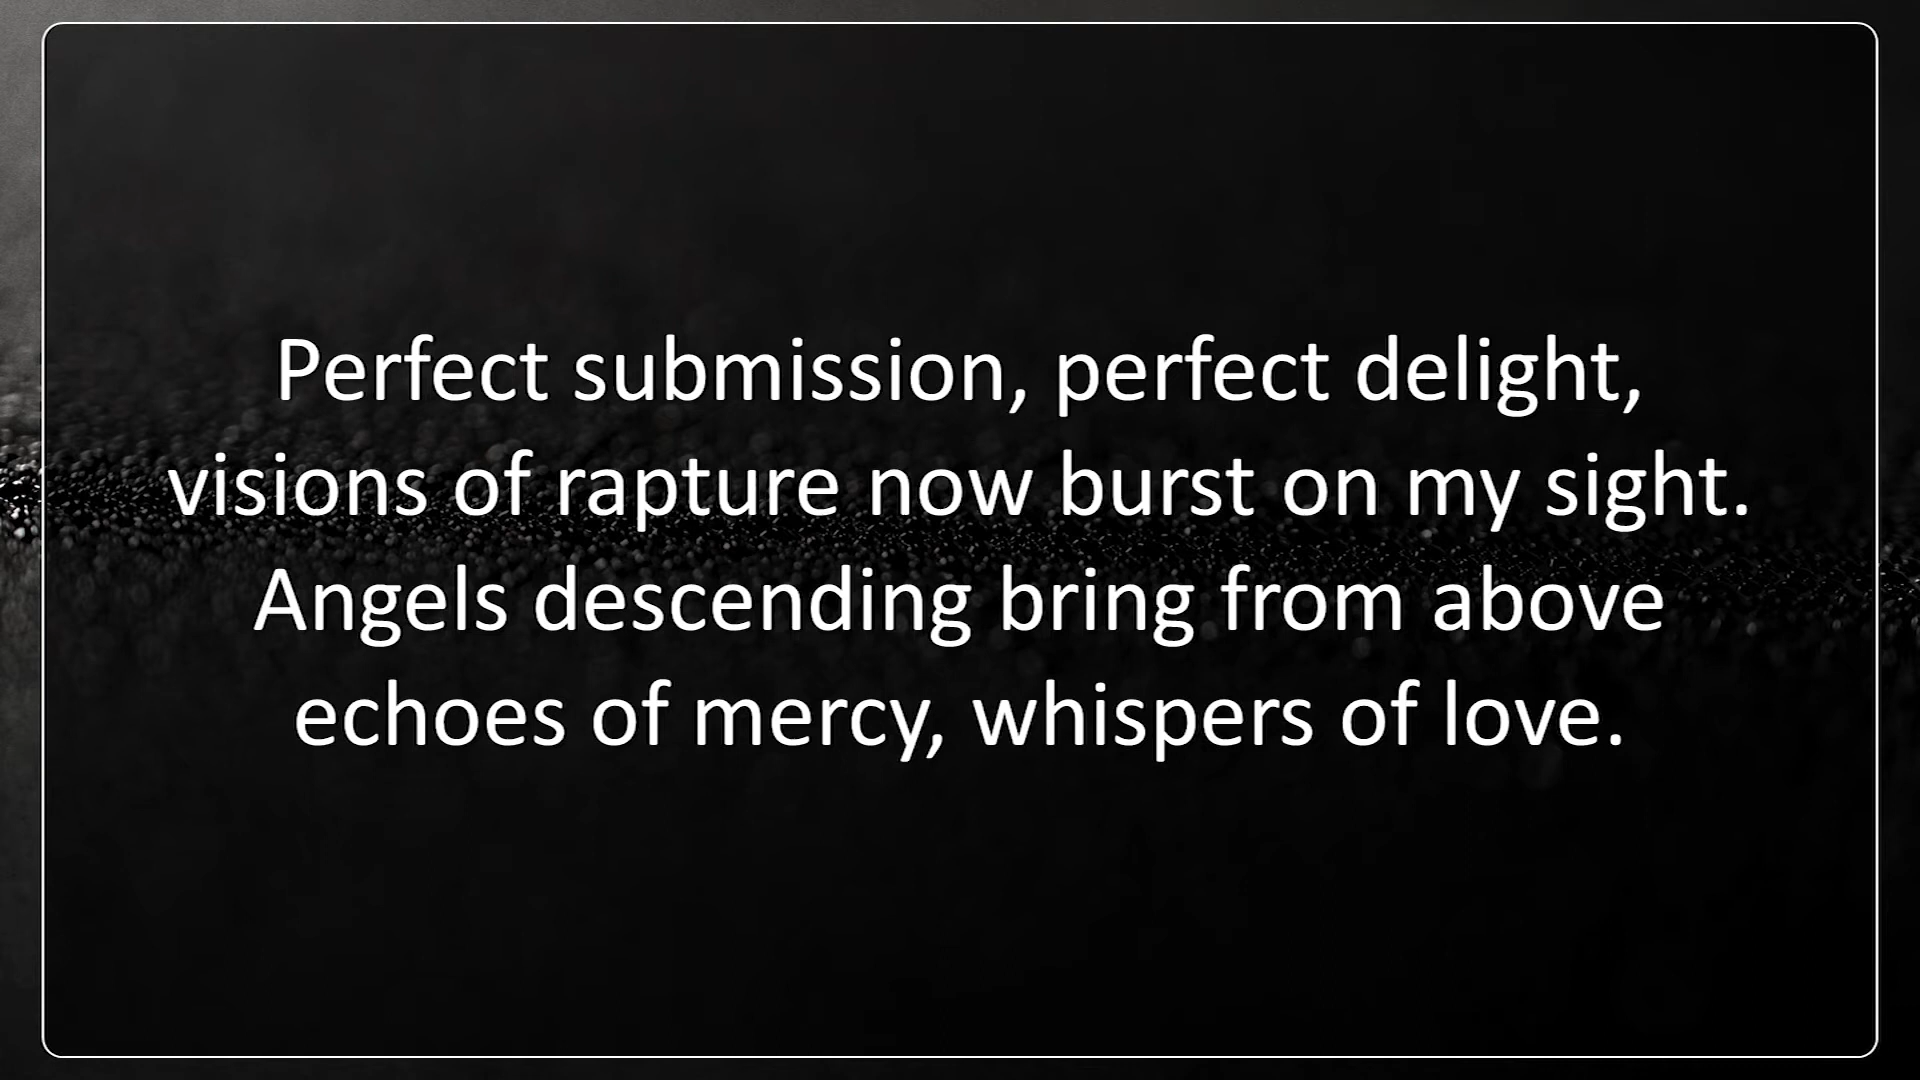 Perfect submission, perfect delight,
visions of rapture now burst on my sight.
Angels descending bring from above
echoes of mercy, whispers of love.